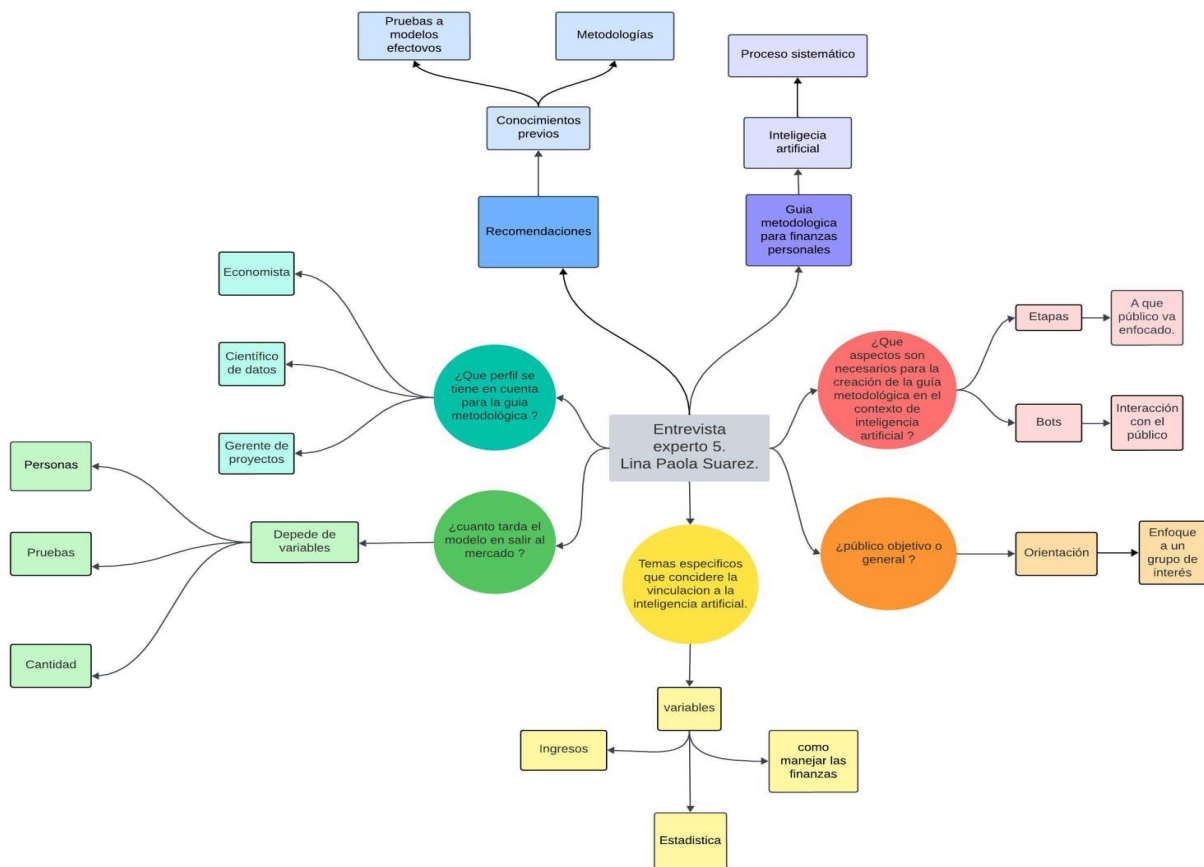 Pruebas a
modelos
efectovos
Metodologías
Proceso sistemático
Conocimientos
previos
Inteligecia
artificial
Recomendaciones
Guia
metodologica
para finanzas
personales
Economista
Científico
de datos
Gerente de
proyectos
¿Que perfil se
tiene en cuenta
para la guia
metodológica ?
Entrevista
experto 5.
Lina Paola Suarez.
¿Que
aspectos son
necesarios para la
creación de la guía
metodológica en el
contexto de
inteligencia
artificial ?
Etapas
A que
público va
enfocado.
Bots
Interacción
con el
público
Personas
Pruebas
Cantidad
Depede de
variables
¿cuanto tarda el
modelo en salir al
mercado ?
Temas especificos
que concidere la
vinculacion a la
inteligencia artificial.
¿público objetivo o
general ?
Orientación
Enfoque
a un
grupo de
interés
variables
Ingresos
como
manejar las
finanzas
Estadistica